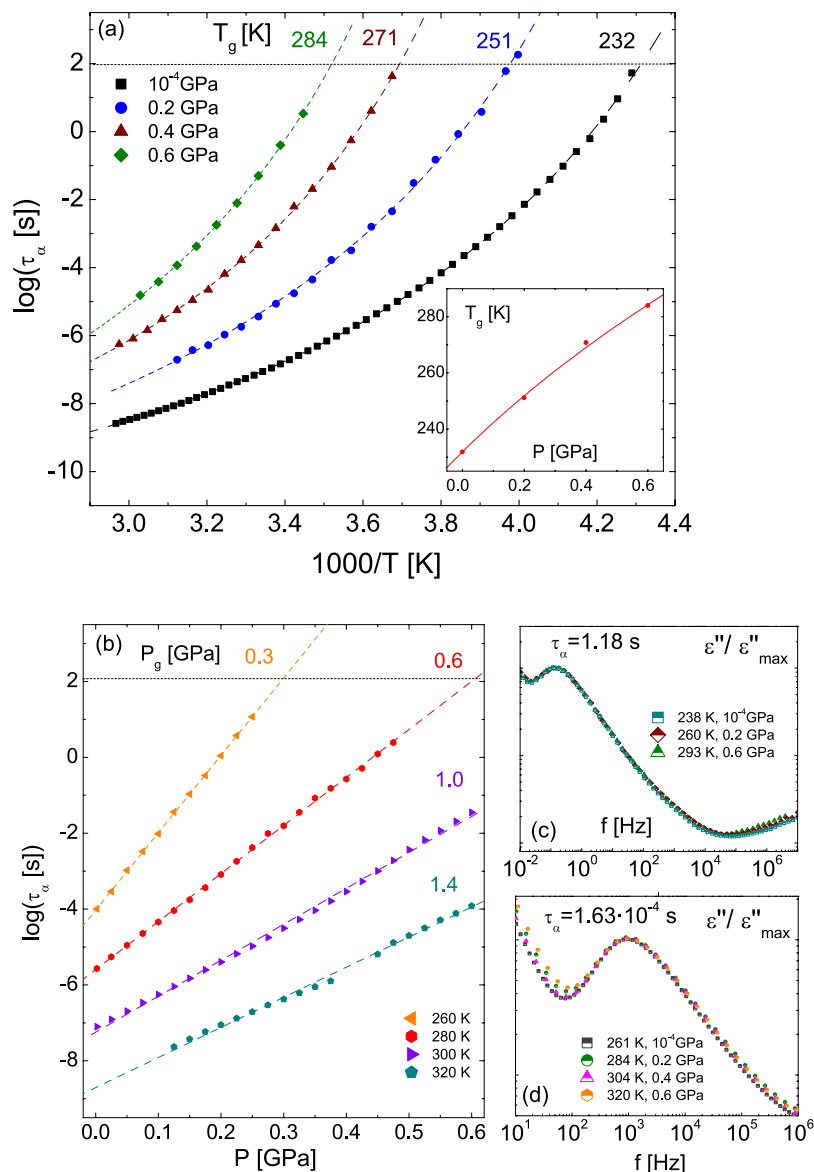 (a)
T_g [K]
284
271
251
232
10⁻⁴GPa
0.2 GPa
0.4 GPa
0.6 GPa
log(τ_α [s])
2
0
-2
-4
-6
-8
-10
T_g [K]
280
260
240
P [GPa]
0.0 0.2 0.4 0.6
3.0 3.2 3.4 3.6 3.8 4.0 4.2 4.4
1000/T [K]
(b)
P_g [GPa]
0.3
0.6
1.0
1.4
log(τ_α [s])
2
0
-2
-4
-6
-8
260 K
280 K
300 K
320 K
0.0 0.1 0.2 0.3 0.4 0.5 0.6
P [GPa]
τ_α=1.18 s
ε"/ ε"_max
238 K, 10⁻⁴GPa
260 K, 0.2 GPa
293 K, 0.6 GPa
(c)
f [Hz]
10⁻² 10⁰ 10² 10⁴ 10⁶
τ_α=1.63·10⁻⁴ s
ε"/ ε"_max
261 K, 10⁻⁴GPa
284 K, 0.2 GPa
304 K, 0.4 GPa
320 K, 0.6 GPa
(d)
10¹ 10² 10³ 10⁴ 10⁵ 10⁶
f [Hz]